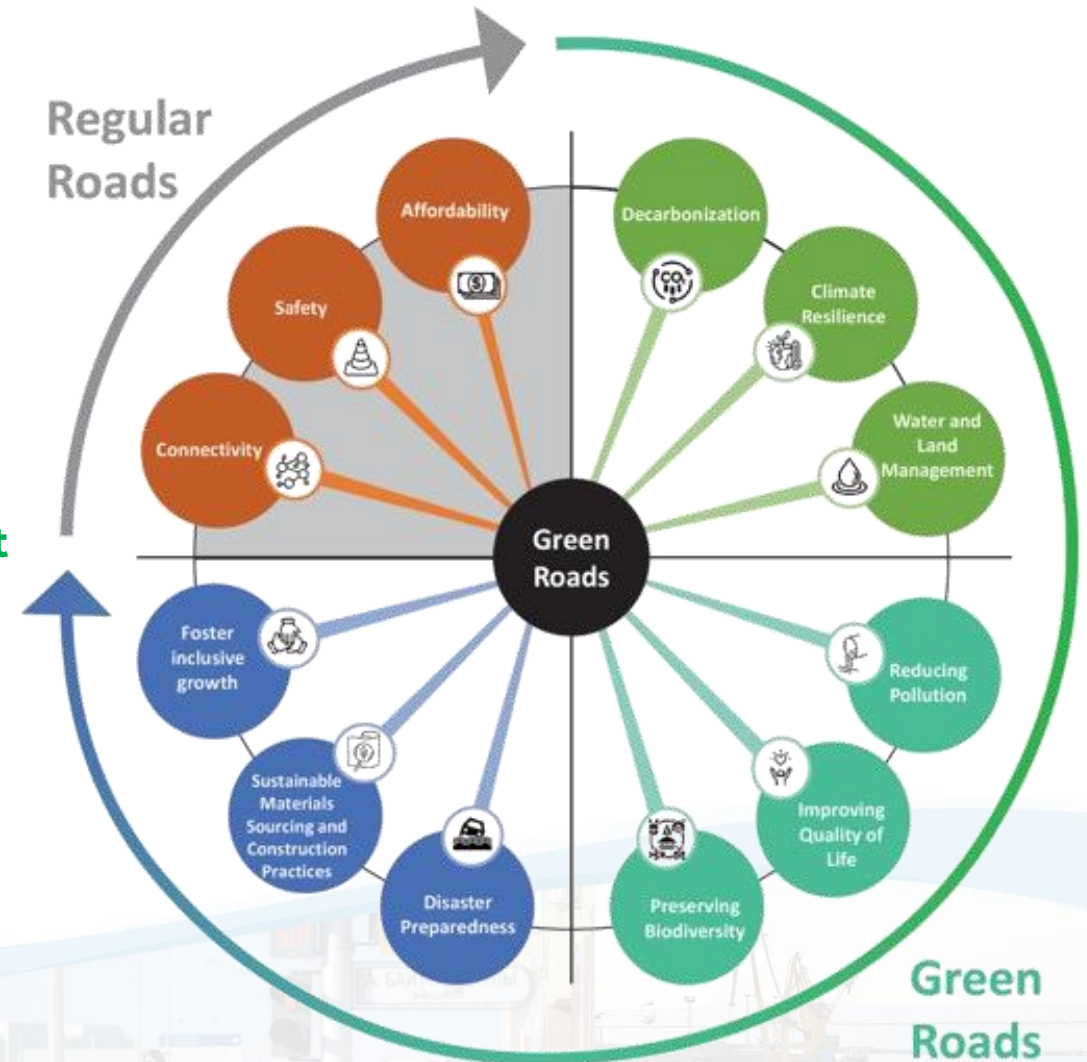 Regular
Roads
Affordability
Safety
Connectivity
Decarbonization
Climate
Resilience
Water and
Land
Management
t
Green
Roads
Foster
inclusive
growth
Sustainable
Materials
Sourcing and
Construction
Practices
Disaster
Preparedness
Reducing
Pollution
Improving
Quality of
Life
Preserving
Biodiversity
Green
Roads
CO₂
$